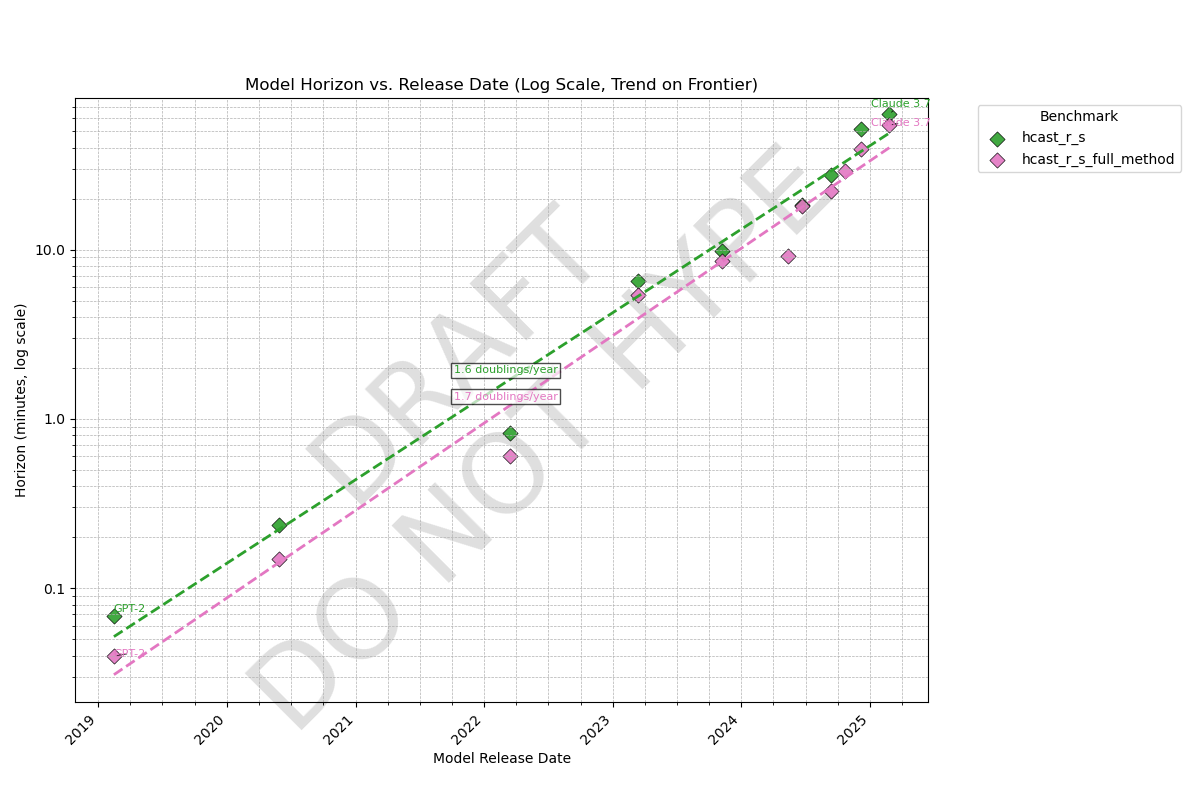 Model Horizon vs. Release Date (Log Scale, Trend on Frontier)
Benchmark
hcast_r_s
hcast_r_s_full_method
Claude 3.7
Claude 3.7
10.0
1.0
0.1
Horizon (minutes, log scale)
1.6 doublings/year
1.7 doublings/year
GPT-2
GPT-2
DRAFT
DO NOT HYPE
2019
2020
2021
2022
2023
2024
2025
Model Release Date